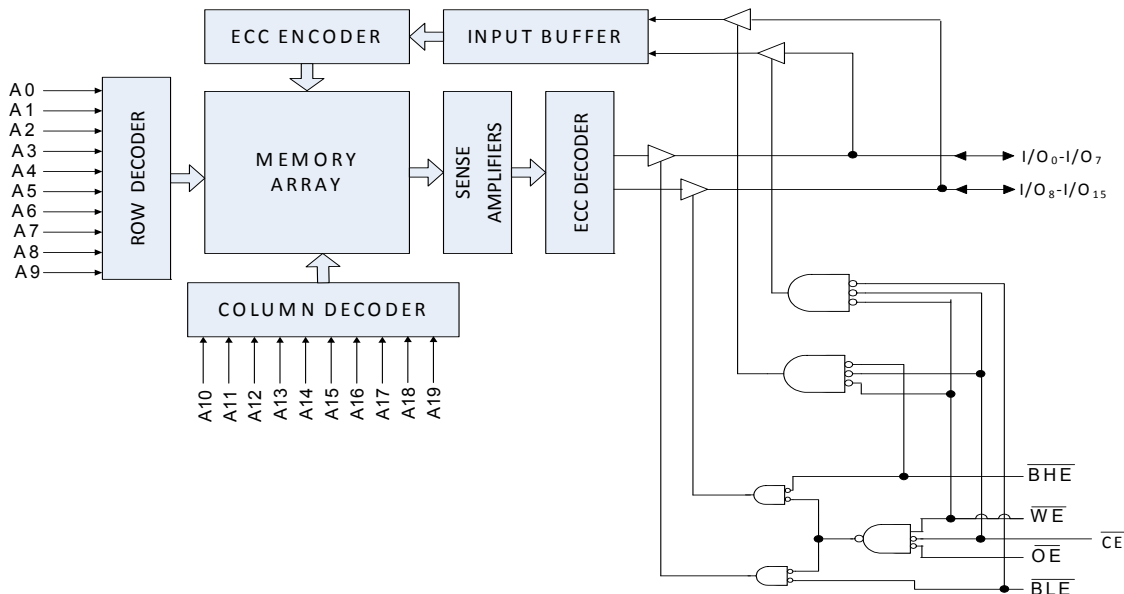 ECC ENCODER
INPUT BUFFER
A0
A1
A2
A3
A4
A5
A6
A7
A8
A9
ROW DECODER
MEMORY
ARRAY
SENSE
AMPLIFIERS
ECC DECODER
I/O0-I/O7
I/O8-I/O15
COLUMN DECODER
A10
A11
A12
A13
A14
A15
A16
A17
A18
A19
BHE
WE
CE
OE
BLE